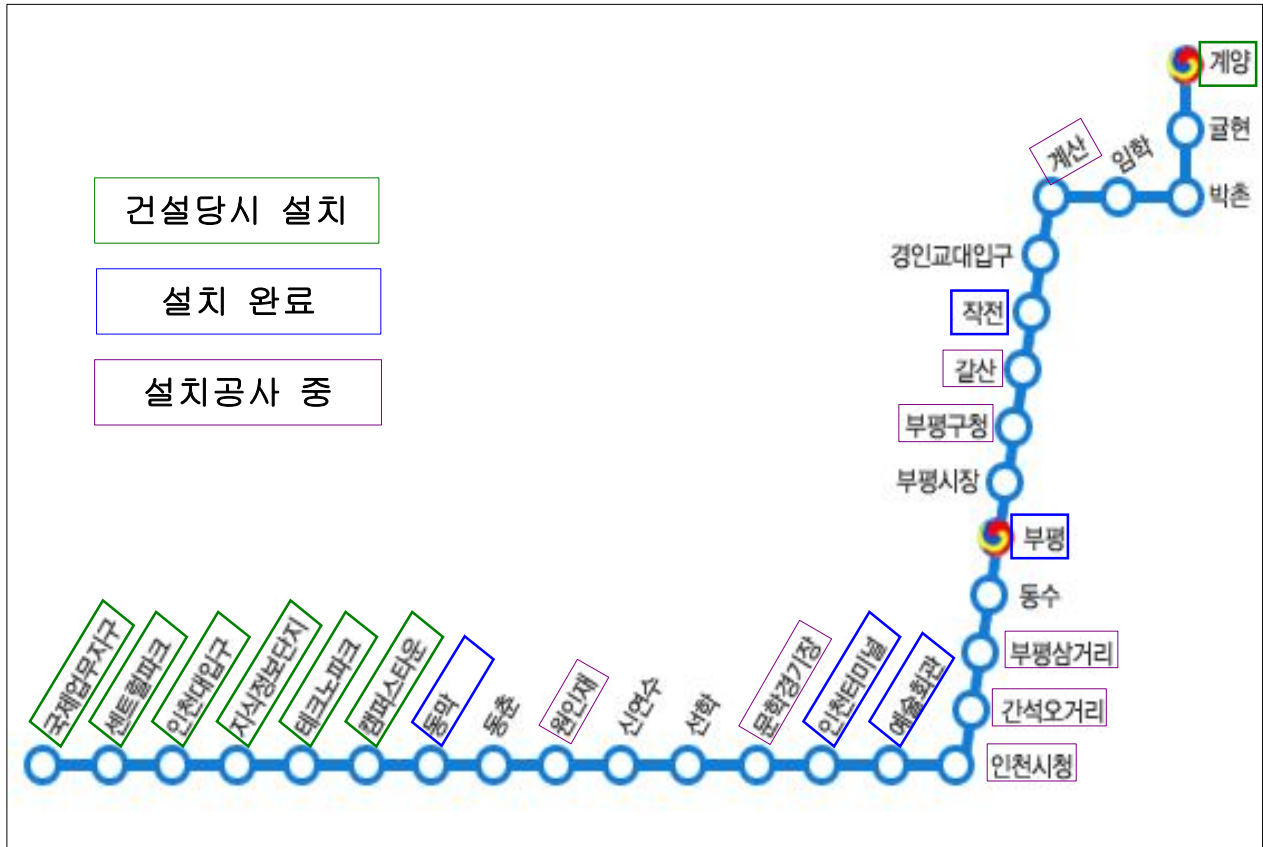 건설당시 설치
설치 완료
설치공사 중
계양
귤현
박촌
임학
계산
경인교대입구
작전
갈산
부평구청
부평시장
부평
동수
부평삼거리
간석오거리
인천시청
예술회관
인천터미널
문학경기장
선학
신연수
원인재
동춘
동막
캠퍼스타운
테크노파크
지식정보단지
인천대입구
센트럴파크
국제업무지구